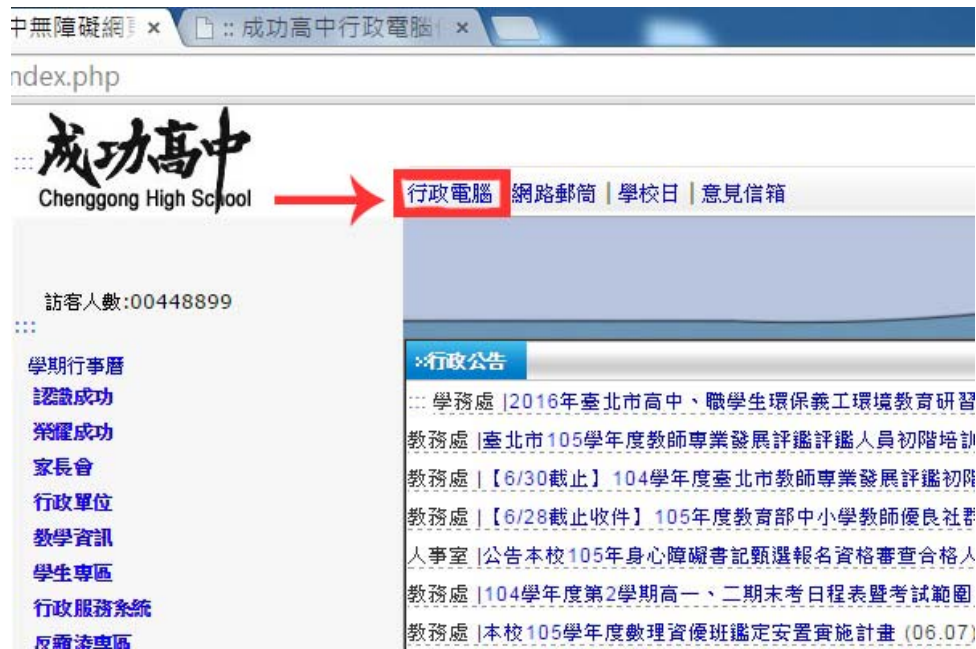 中無障礙網頁 × :: 成功高中行政電腦 ×
ndex.php
成功高中
Chenggong High School
行政電腦 網路郵筒 | 學校日 | 意見信箱
訪客人數:00448899
:::
學期行事曆
認識成功
榮耀成功
家長會
行政單位
教學資訊
學生專區
行政服務系統
反霸凌專區
行政公告
::: 學務處 |2016年臺北市高中、職學生環保義工環境教育研習
教務處 |臺北市105學年度教師專業發展評鑑評鑑人員初階培訓
教務處 |【6/30截止】104學年度臺北市教師專業發展評鑑初階
教務處 |【6/28截止收件】105年度教育部中小學教師優良社群
人事室 |公告本校105年身心障礙書記甄選報名資格審查合格人
教務處 |104學年度第2學期高一、二期末考日程表暨考試範圍
教務處 |本校105學年度數理資優班鑑定安置實施計畫 (06.07)